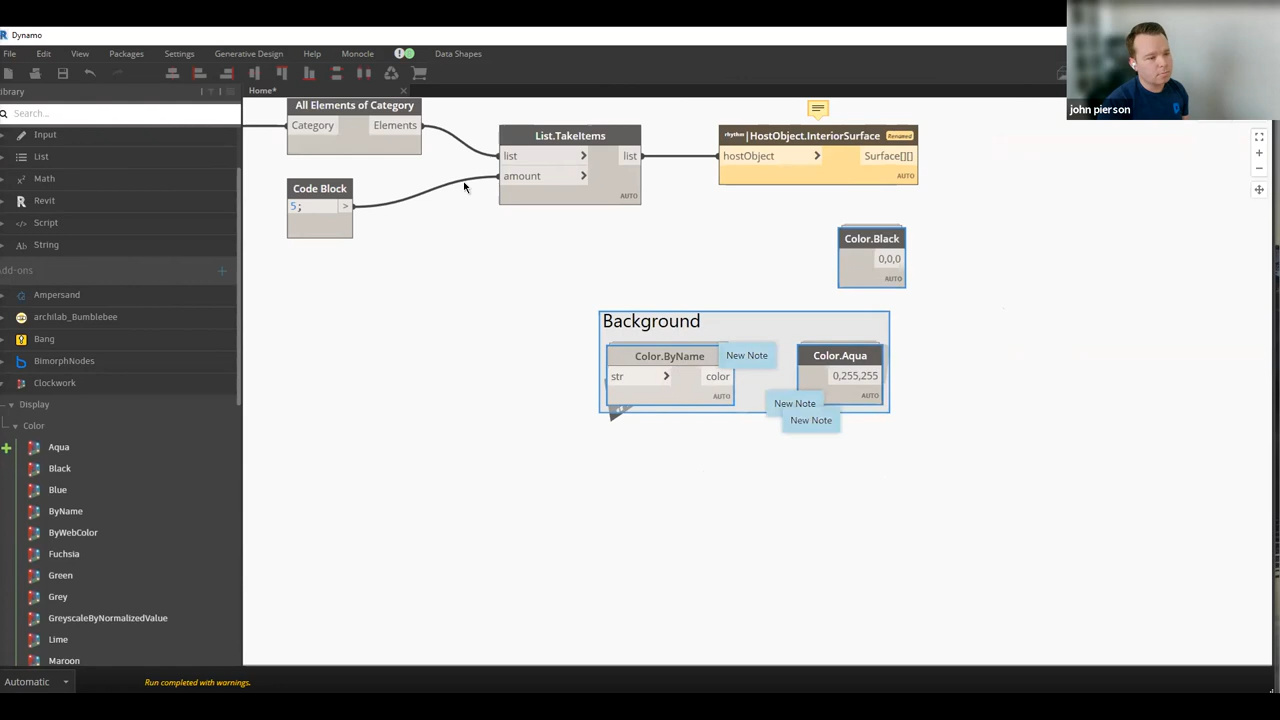 Dynamo
john pierson
File Edit View Packages Settings Generative Design Help Monocle Data Shapes
Library
Home*
Search...
Input
List
Math
Revit
Script
String
Add-ons
Ampersand
archilab_Bumblebee
Bang
BimorphNodes
Clockwork
Display
Color
Aqua
Black
Blue
ByName
ByWebColor
Fuchsia
Green
Grey
GreyscaleByNormalizedValue
Lime
Maroon
All Elements of Category
Category Elements
Code Block
5; >
List.TakeItems
list > list
amount >
AUTO
rhythm|HostObject.InteriorSurface Renamed
hostObject > Surface[][]
AUTO
Color.Black
0,0,0
AUTO
Background
Color.ByName
str > color
AUTO
New Note
Color.Aqua
0,255,255
AUTO
New Note
New Note
Automatic
Run completed with warnings.